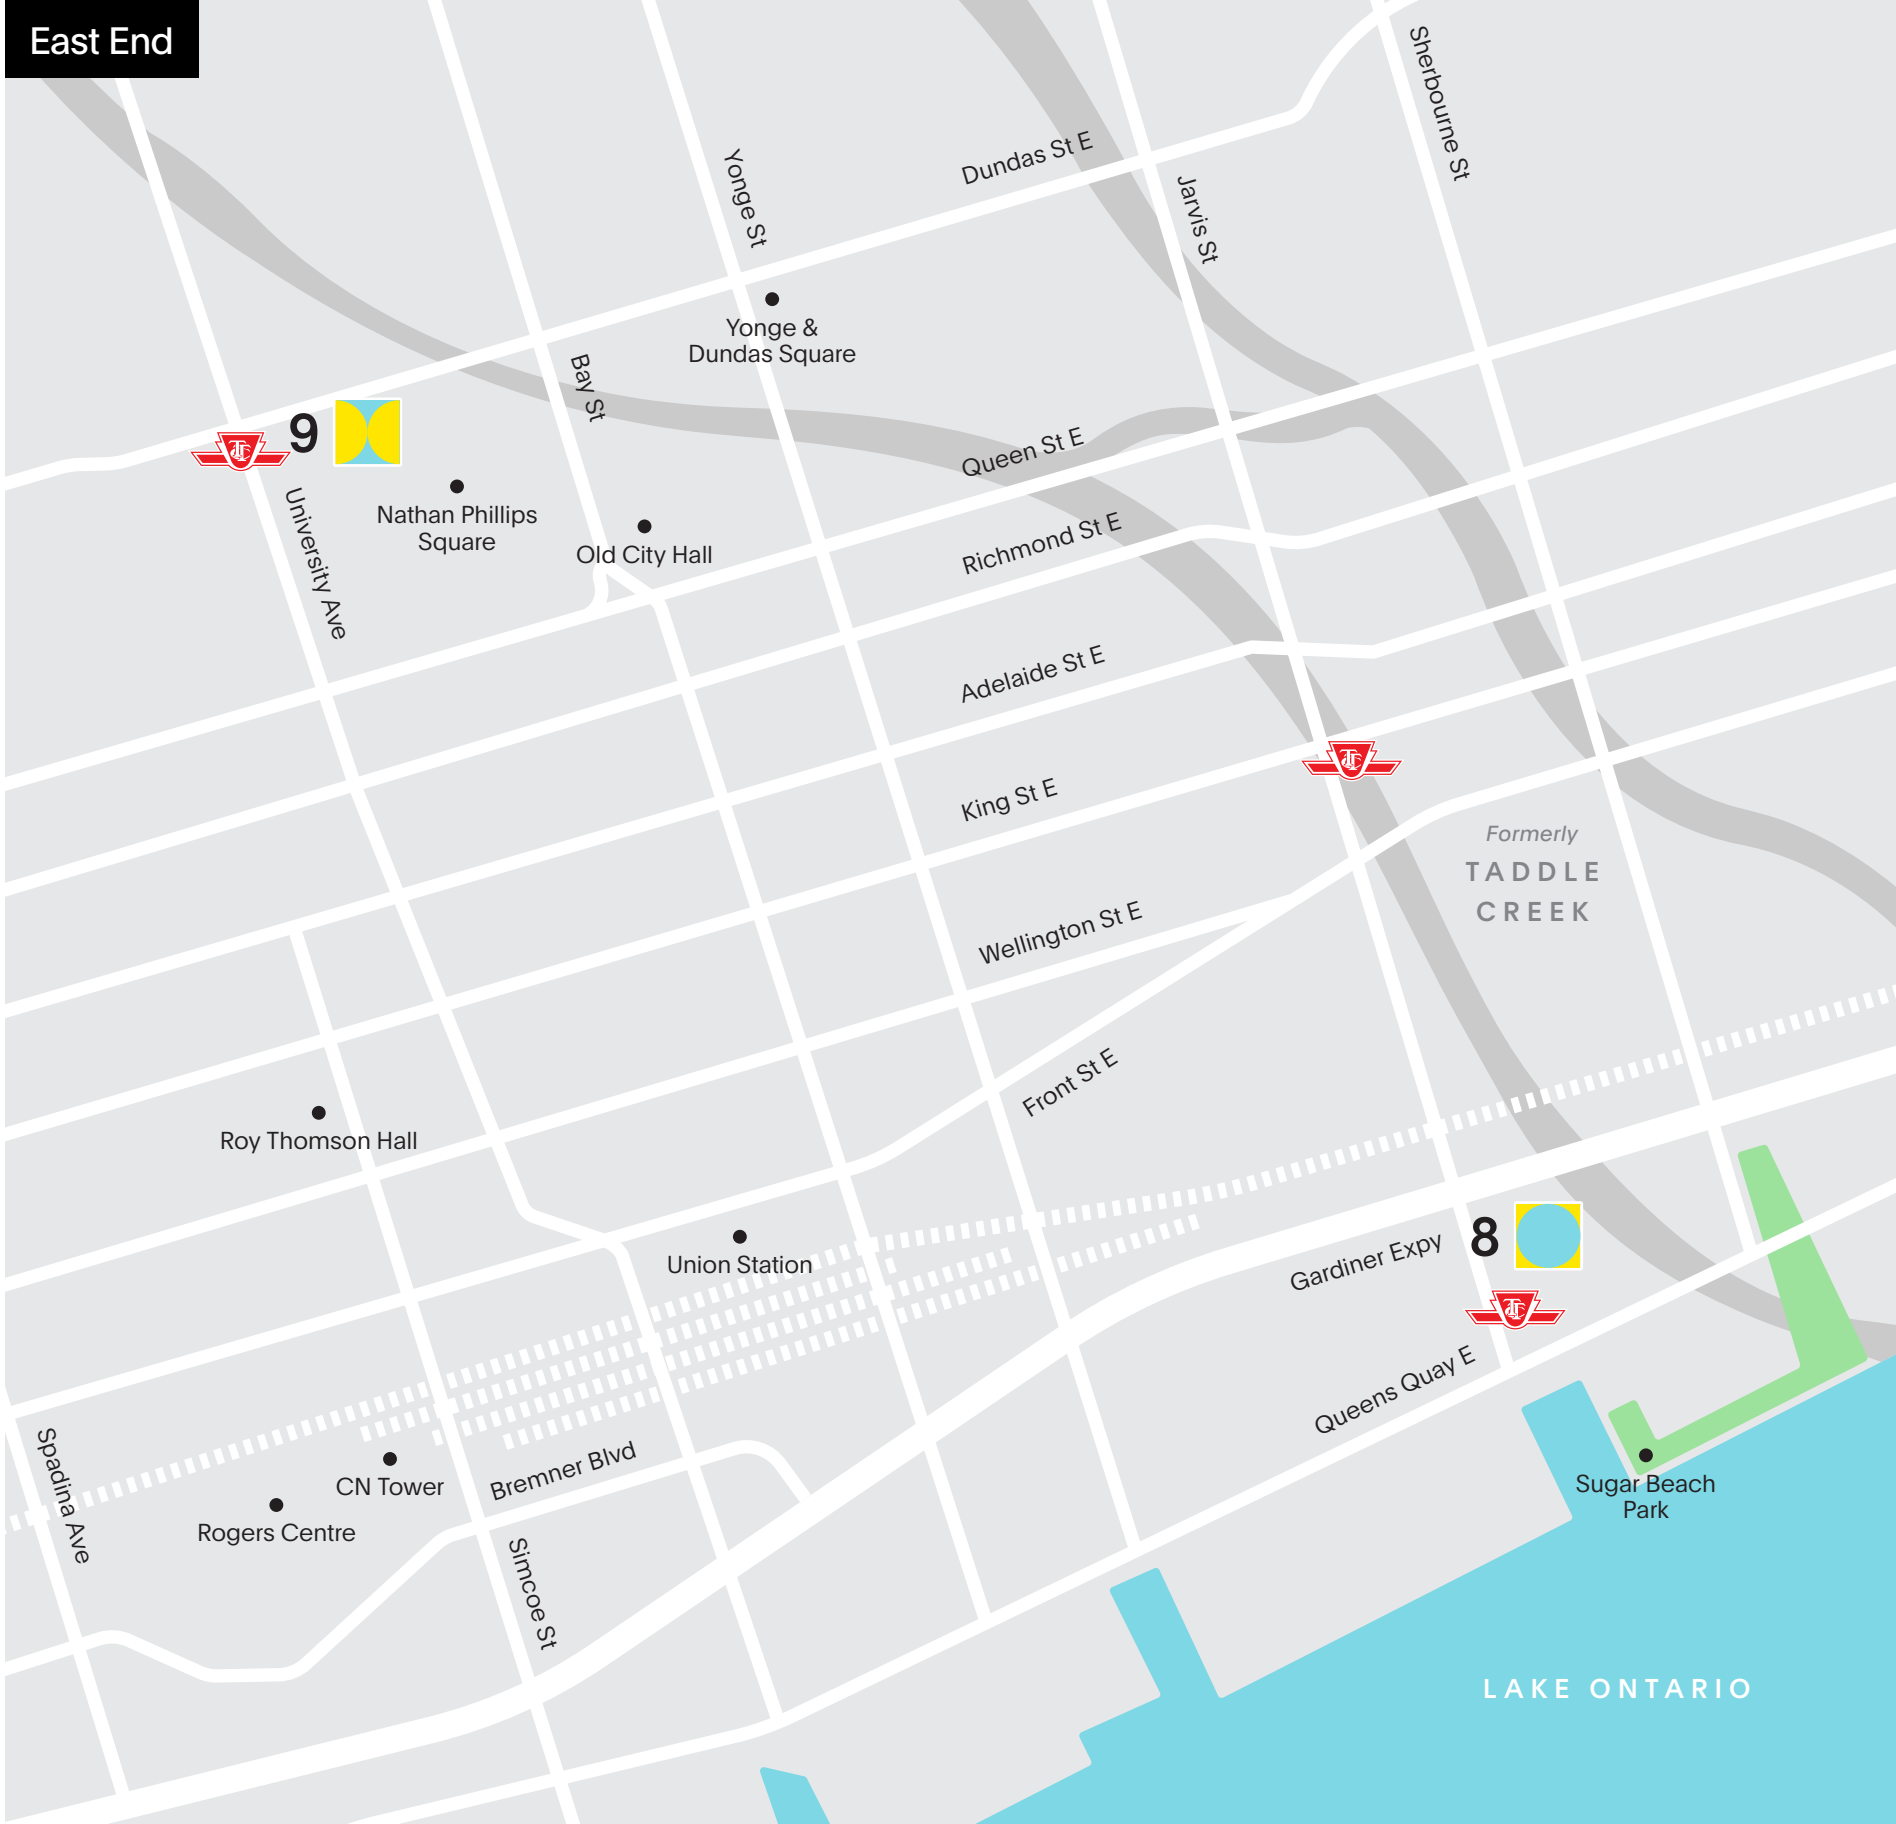 East End
Sherbourne St
Dundas St E
Yonge St
Jarvis St
Yonge &
Dundas Square
Bay St
9
Queen St E
University Ave
Nathan Phillips
Square
Old City Hall
Richmond St E
Adelaide St E
King St E
Formerly
TADDLE
CREEK
Wellington St E
Front St E
Roy Thomson Hall
Union Station
Gardiner Expy
8
Queens Quay E
Spadina Ave
CN Tower
Bremner Blvd
Rogers Centre
Simcoe St
Sugar Beach
Park
LAKE ONTARIO
TTC
TTC
TTC